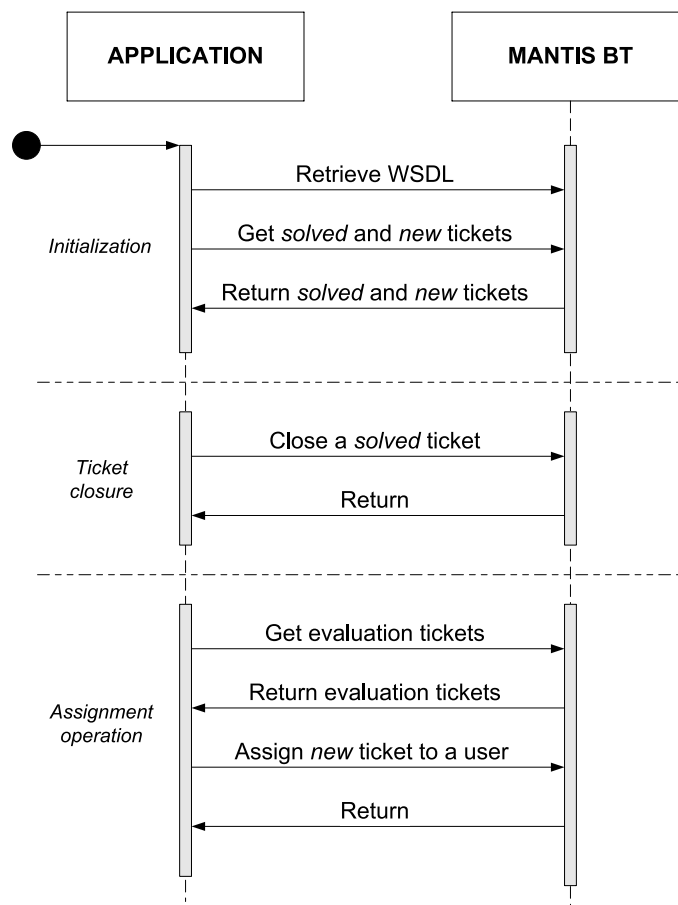 APPLICATION
MANTIS BT
Retrieve WSDL
Get solved and new tickets
Initialization
Return solved and new tickets
Close a solved ticket
Ticket
closure
Return
Get evaluation tickets
Return evaluation tickets
Assignment
operation
Assign new ticket to a user
Return